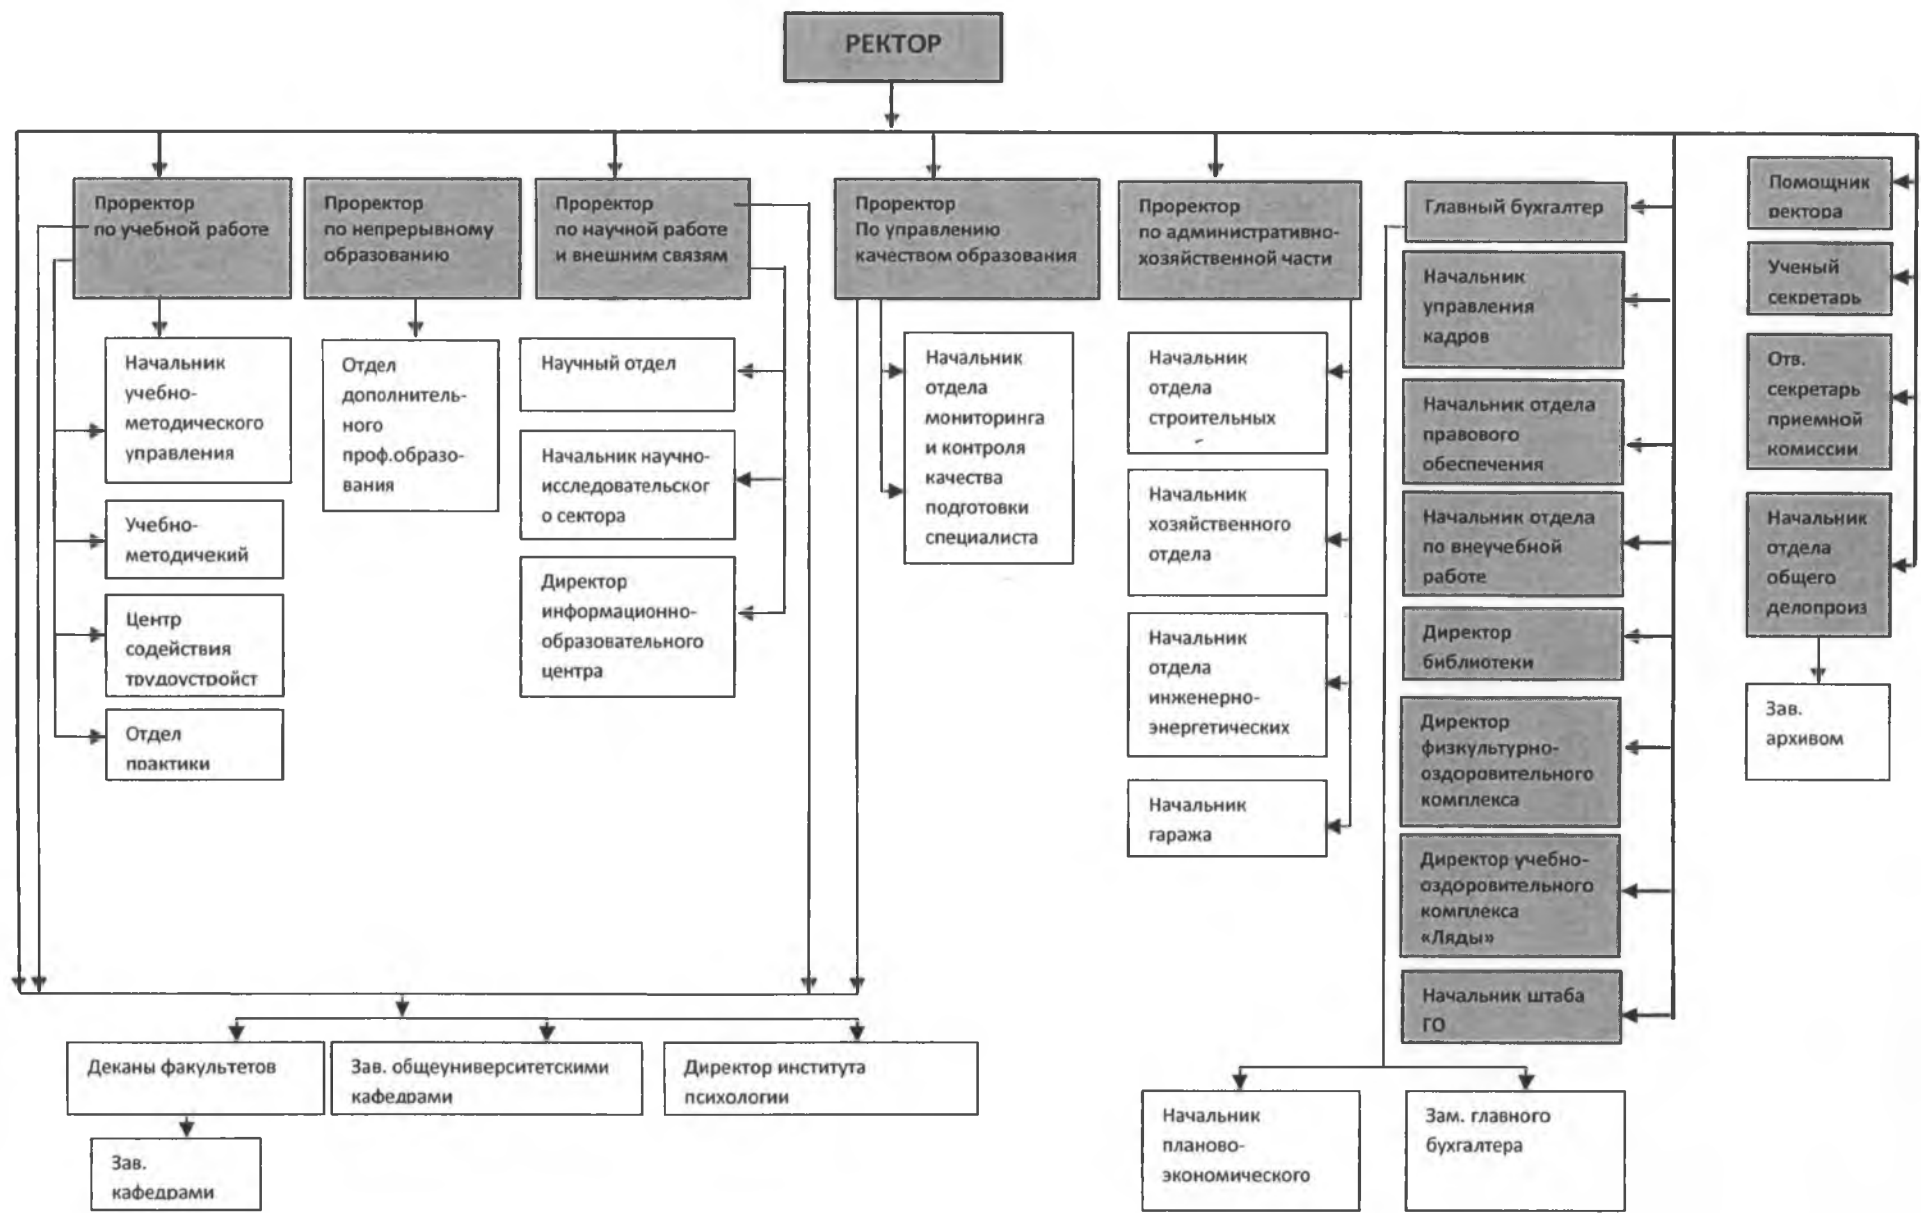 РЕКТОР
Проректор
по учебной работе
Проректор
по непрерывному
образованию
Проректор
по научной работе
и внешним связям
Проректор
По управлению
качеством образования
Проректор
по административно-
хозяйственной части
Главный бухгалтер
Помощник
ректора
Ученый
секретарь
Отв.
секретарь
приемной
комиссии
Начальник
отдела
общего
делопроиз
Зав.
архивом
Начальник
управления
кадров
Начальник отдела
правового
обеспечения
Начальник отдела
по внеучебной
работе
Директор
библиотеки
Директор
физкультурно-
оздоровительного
комплекса
Директор учебно-
оздоровительного
комплекса
«Ляды»
Начальник штаба
ГО
Начальник
учебно-
методического
управления
Учебно-
методичекий
Центр
содействия
трудоустройст
Отдел
практики
Отдел
дополнитель-
ного
проф.образо-
вания
Научный отдел
Начальник научно-
исследовательског
о сектора
Директор
информационно-
образовательного
центра
Начальник
отдела
мониторинга
и контроля
качества
подготовки
специалиста
Начальник
отдела
строительных
Начальник
хозяйственного
отдела
Начальник
отдела
инженерно-
энергетических
Начальник
гаража
Деканы факультетов
Зав.
кафедрами
Зав. общеуниверситетскими
кафедрами
Директор института
психологии
Начальник
планово-
экономического
Зам. главного
бухгалтера